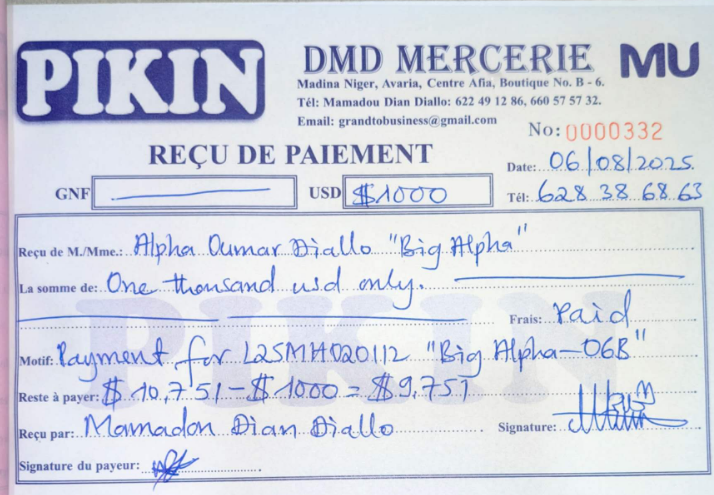 PIKIN
DMD MERCERIE MU
Madina Niger, Avaria, Centre Afia, Boutique No. B - 6.
Tél: Mamadou Dian Diallo: 622 49 12 86, 660 57 57 32.
Email: grandtobusiness@gmail.com
No: 0000332
REÇU DE PAIEMENT
Date: 06/08/2025
GNF USD $1000 Tél: 628 38 68 63
Reçu de M./Mme.: Alpha Oumar Diallo "Big Alpha"
La somme de: One thousand usd only.
Frais: Paid
Motif: Payment for L25MH020112 "Big Alpha-06B"
Reste à payer: $10,751-$1000 = $9,751
Reçu par: Mamadou Dian Diallo Signature:
Signature du payeur:
PIKIN